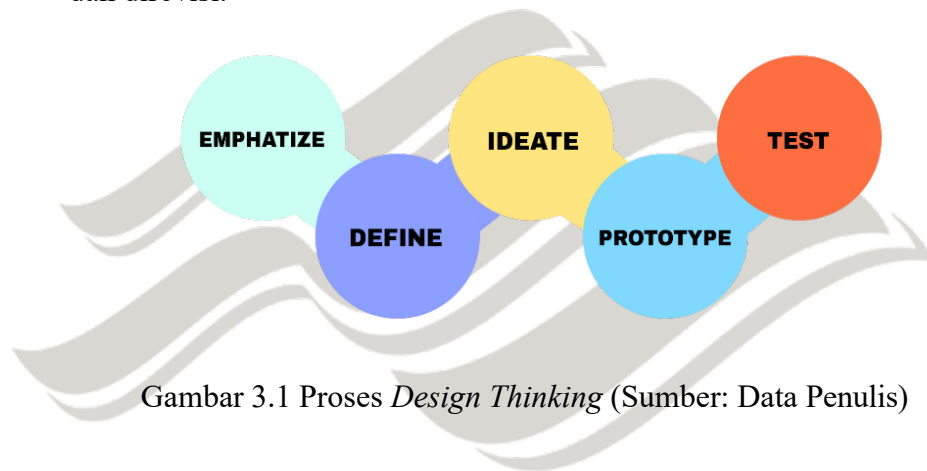 EMPHATIZE
DEFINE
IDEATE
PROTOTYPE
TEST
Gambar 3.1 Proses Design Thinking (Sumber: Data Penulis)